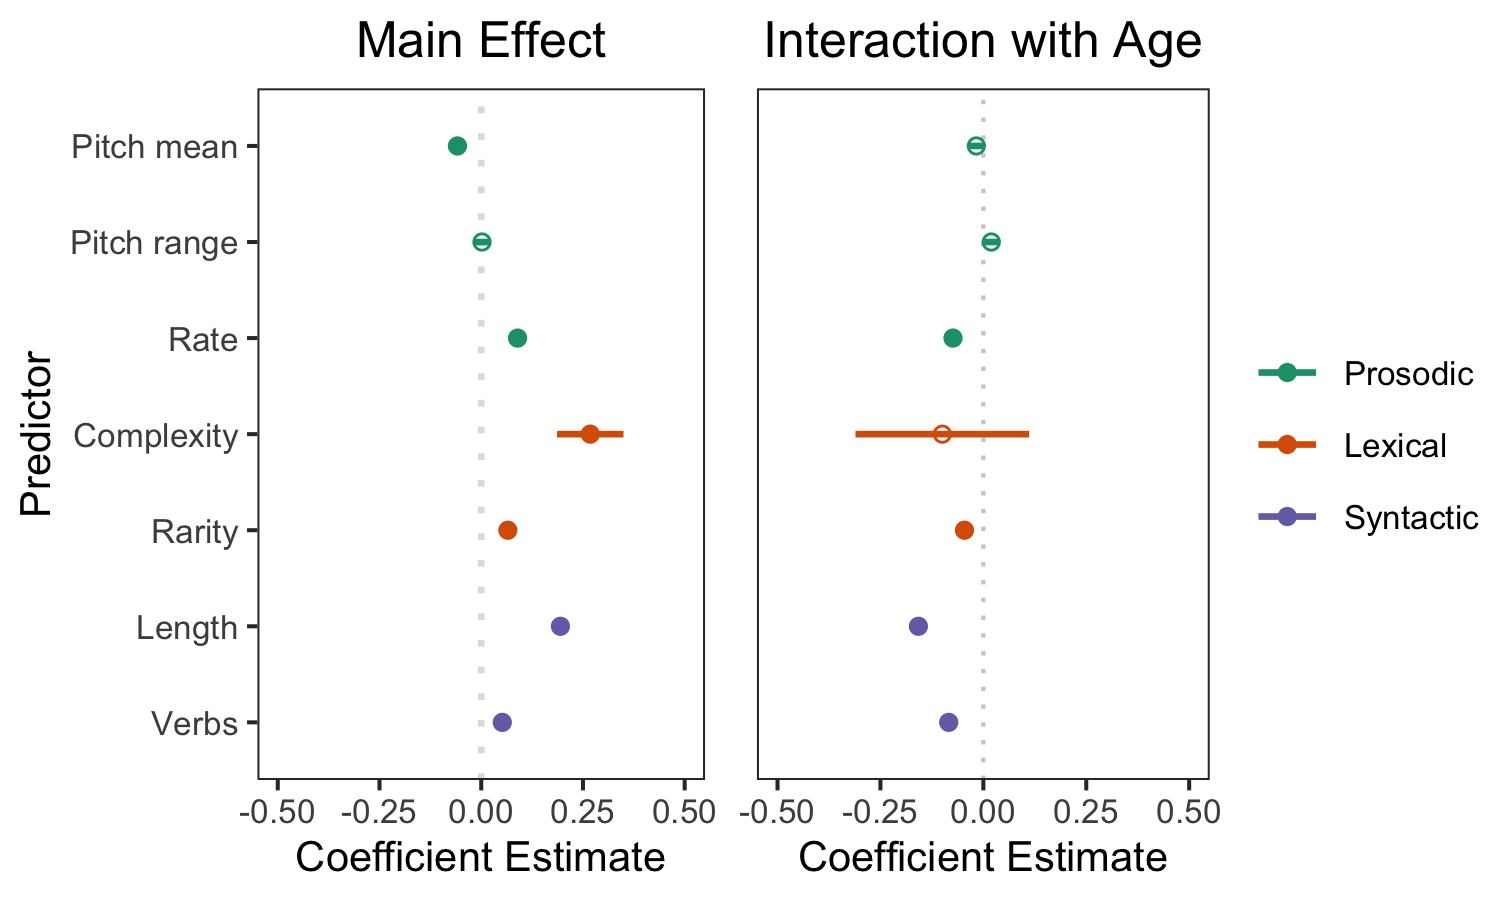 Main Effect
Interaction with Age
Predictor
Pitch mean
Pitch range
Rate
Complexity
Rarity
Length
Verbs
-0.50 -0.25 0.00 0.25 0.50
-0.50 -0.25 0.00 0.25 0.50
Coefficient Estimate
Coefficient Estimate
Prosodic
Lexical
Syntactic